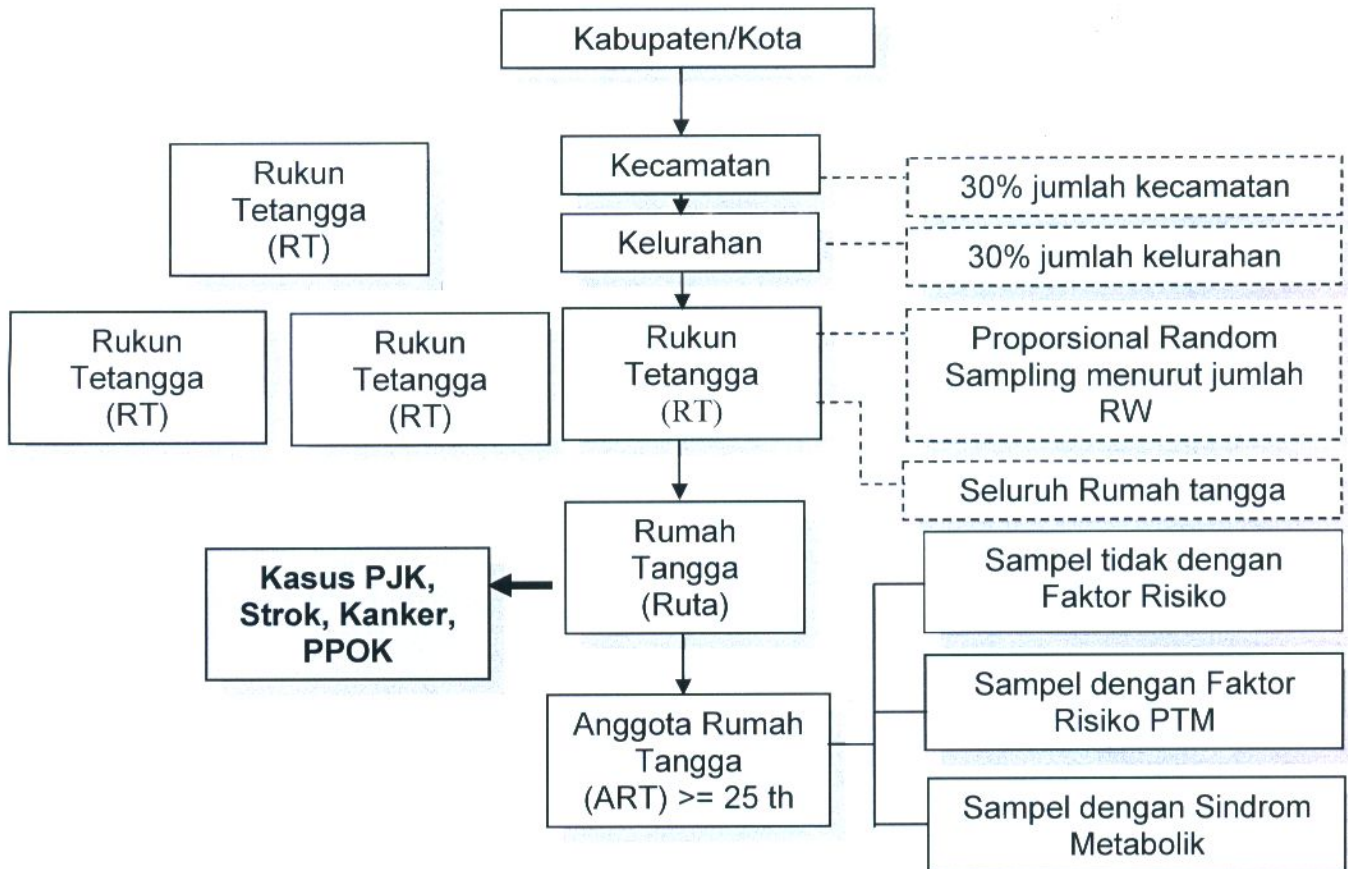 Kabupaten/Kota
Kecamatan
30% jumlah kecamatan
Kelurahan
30% jumlah kelurahan
Rukun
Tetangga
(RT)
Rukun
Tetangga
(RT)
Rukun
Tetangga
(RT)
Rukun
Tetangga
(RT)
Proporsional Random
Sampling menurut jumlah
RW
Seluruh Rumah tangga
Rumah
Tangga
(Ruta)
Kasus PJK,
Strok, Kanker,
PPOK
Anggota Rumah
Tangga
(ART) >= 25 th
Sampel tidak dengan
Faktor Risiko
Sampel dengan Faktor
Risiko PTM
Sampel dengan Sindrom
Metabolik